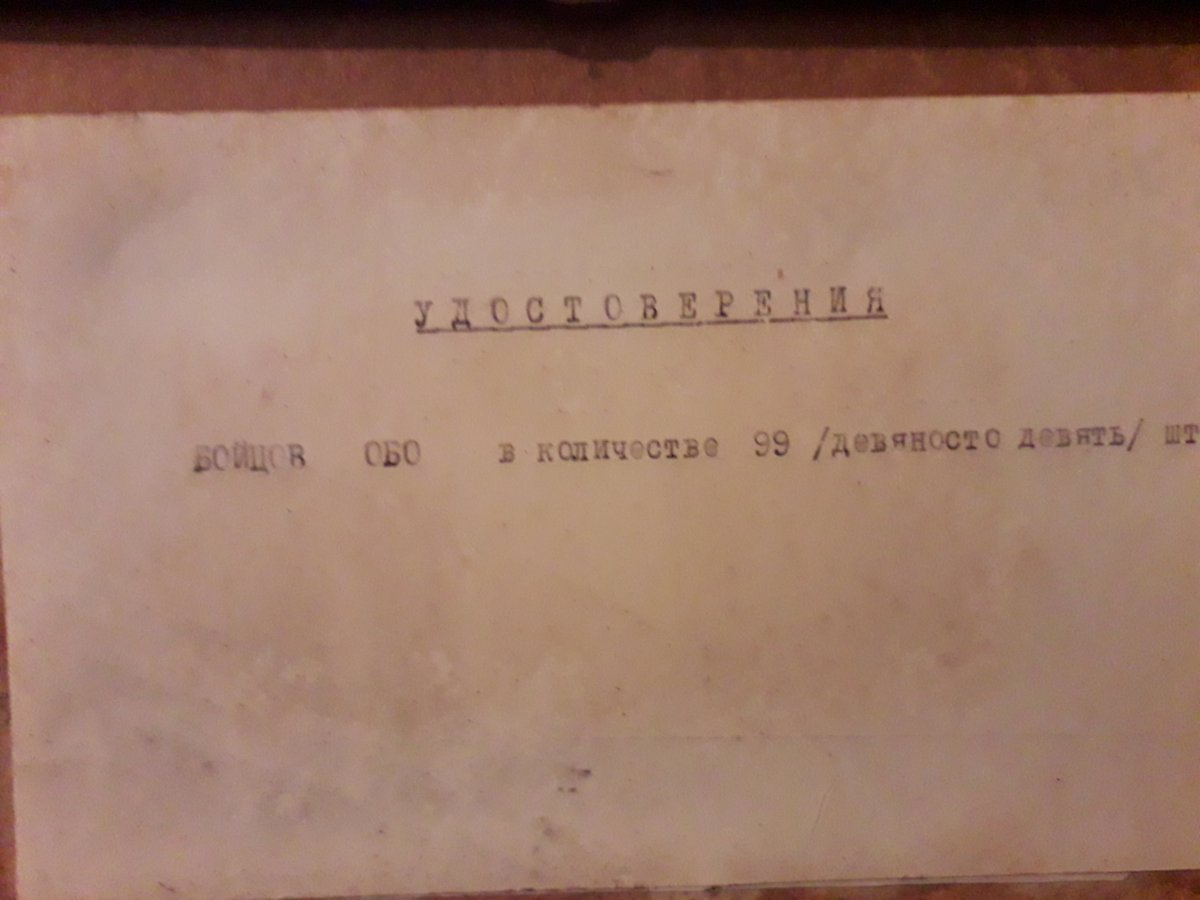 УДОСТОВЕРЕНИЯ
БОЙЦОВ ОБО в количестве 99 /девяносто девять/ шт